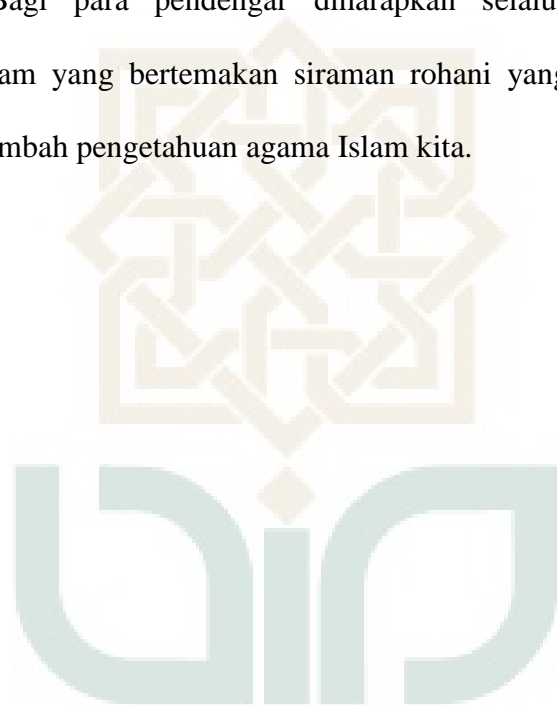 Bagi para pendengar diharapkan selalu
am yang bertemakan siraman rohani yang
mbah pengetahuan agama Islam kita.